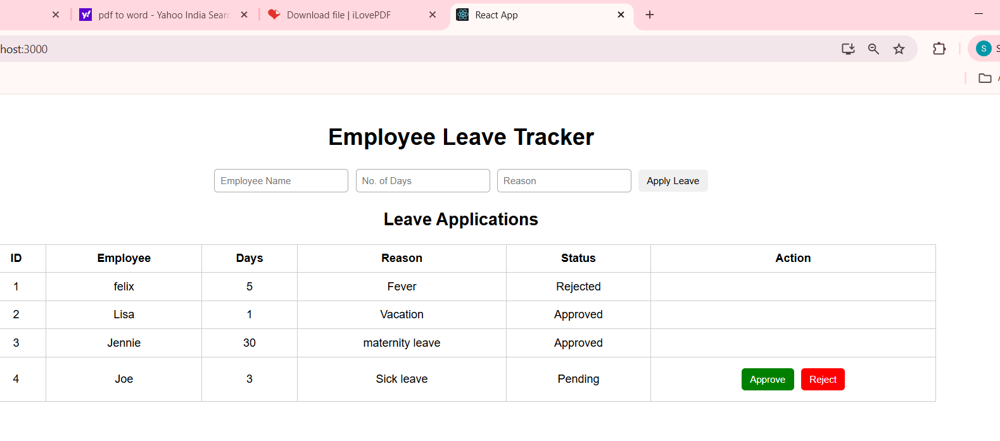 pdf to word - Yahoo India Sear
Download file | iLovePDF
React App
host:3000
S
Employee Leave Tracker
Employee Name No. of Days Reason Apply Leave
Leave Applications
ID Employee Days Reason Status Action
1 felix 5 Fever Rejected
2 Lisa 1 Vacation Approved
3 Jennie 30 maternity leave Approved
4 Joe 3 Sick leave Pending Approve Reject